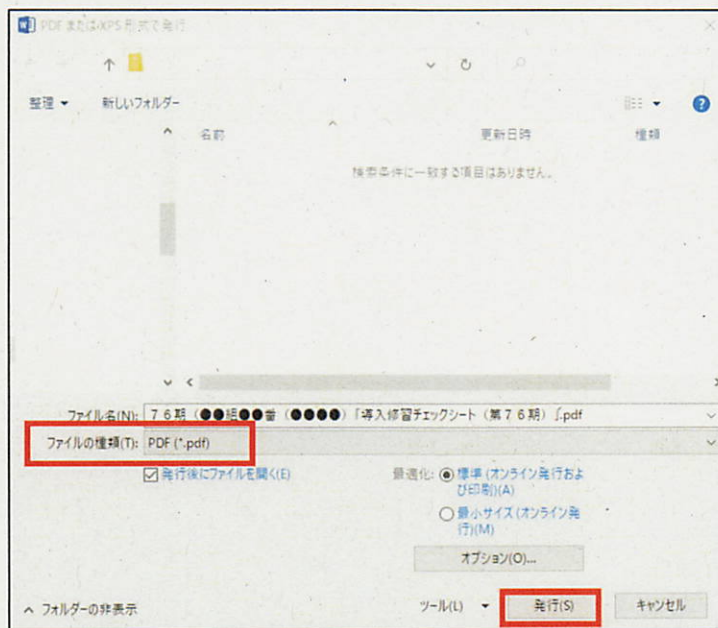 PDF または XPS 形式で発行
整理 新しいフォルダー
名前 更新日時 種類
検索条件に一致する項目はありません。
ファイル名(N): 76期（●●組●●番（●●●●）「導入修習チェックシート（第76期）」.pdf
ファイルの種類(T): PDF (*.pdf)
発行後にファイルを開く(E) 最適化: 標準 (オンライン発行およ
び印刷)(A)
最小サイズ (オンライン発
行)(M)
オプション(O)...
フォルダーの非表示 ツール(L) 発行(S) キャンセル